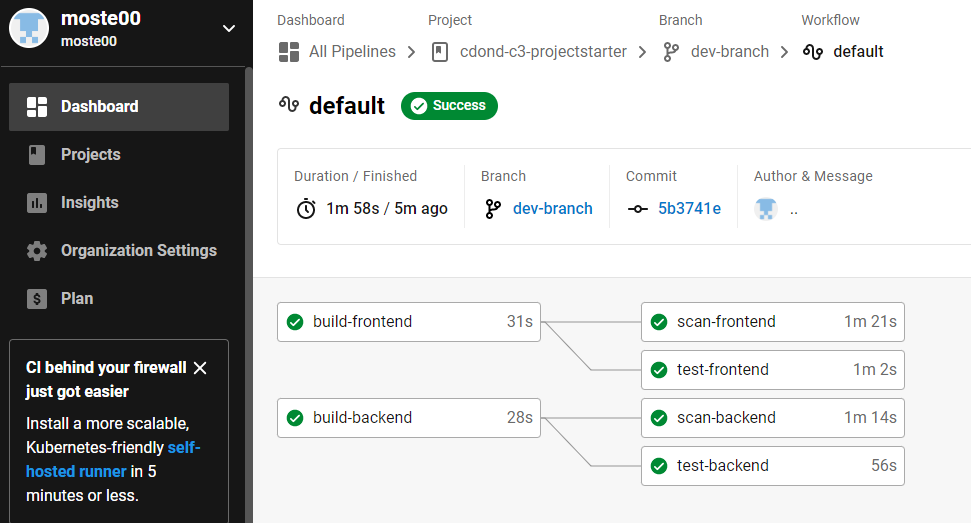 moste00
moste00
Dashboard
Projects
Insights
Organization Settings
Plan
CI behind your firewall
just got easier
Install a more scalable,
Kubernetes-friendly self-
hosted runner in 5
minutes or less.
Dashboard Project Branch Workflow
All Pipelines cdond-c3-projectstarter dev-branch default
default Success
Duration / Finished Branch Commit Author & Message
1m 58s / 5m ago dev-branch 5b3741e ..
build-frontend 31s scan-frontend 1m 21s
test-frontend 1m 2s
build-backend 28s scan-backend 1m 14s
test-backend 56s